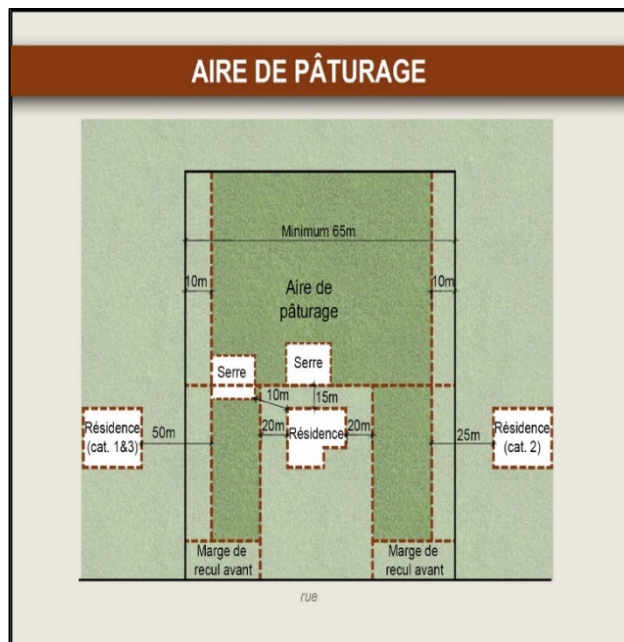 AIRE DE PÂTURAGE
Minimum 65m
10m
10m
Aire de
pâturage
Serre
Serre
10m
15m
Résidence
(cat. 1&3)
50m
20m
Résidence
20m
25m
Résidence
(cat. 2)
Marge de
recul avant
Marge de
recul avant
rue